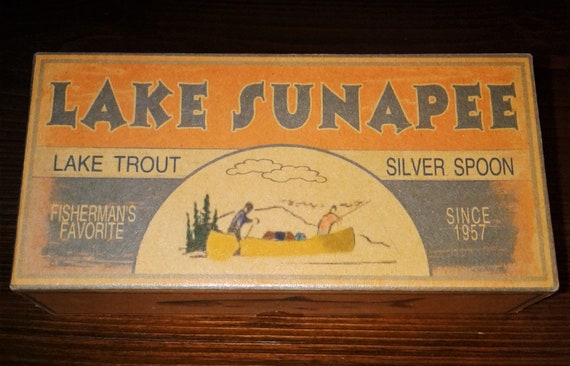 LAKE SUNAPEE
LAKE TROUT
SILVER SPOON
FISHERMAN'S
FAVORITE
SINCE
1957